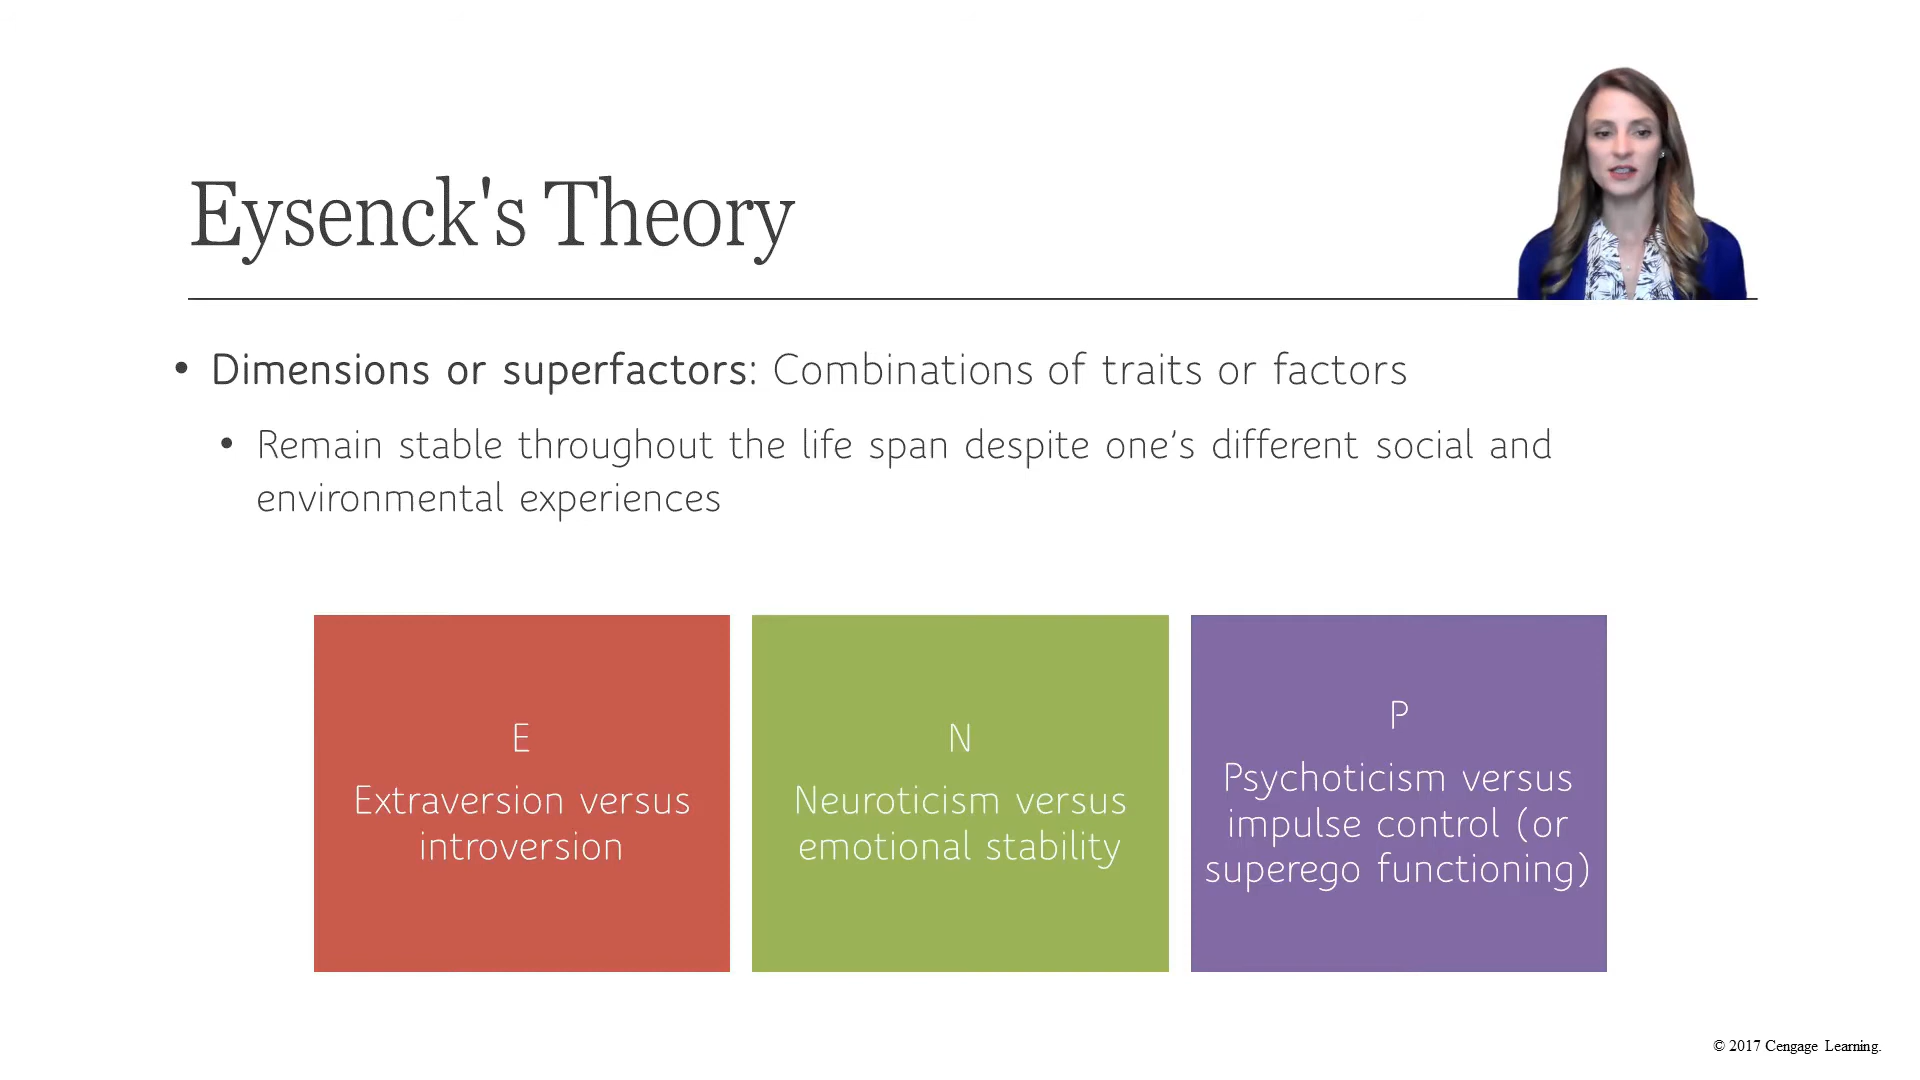 Eysenck's Theory
• Dimensions or superfactors: Combinations of traits or factors
• Remain stable throughout the life span despite one’s different social and
environmental experiences
E
Extraversion versus
introversion
N
Neuroticism versus
emotional stability
P
Psychoticism versus
impulse control (or
superego functioning)
© 2017 Cengage Learning.